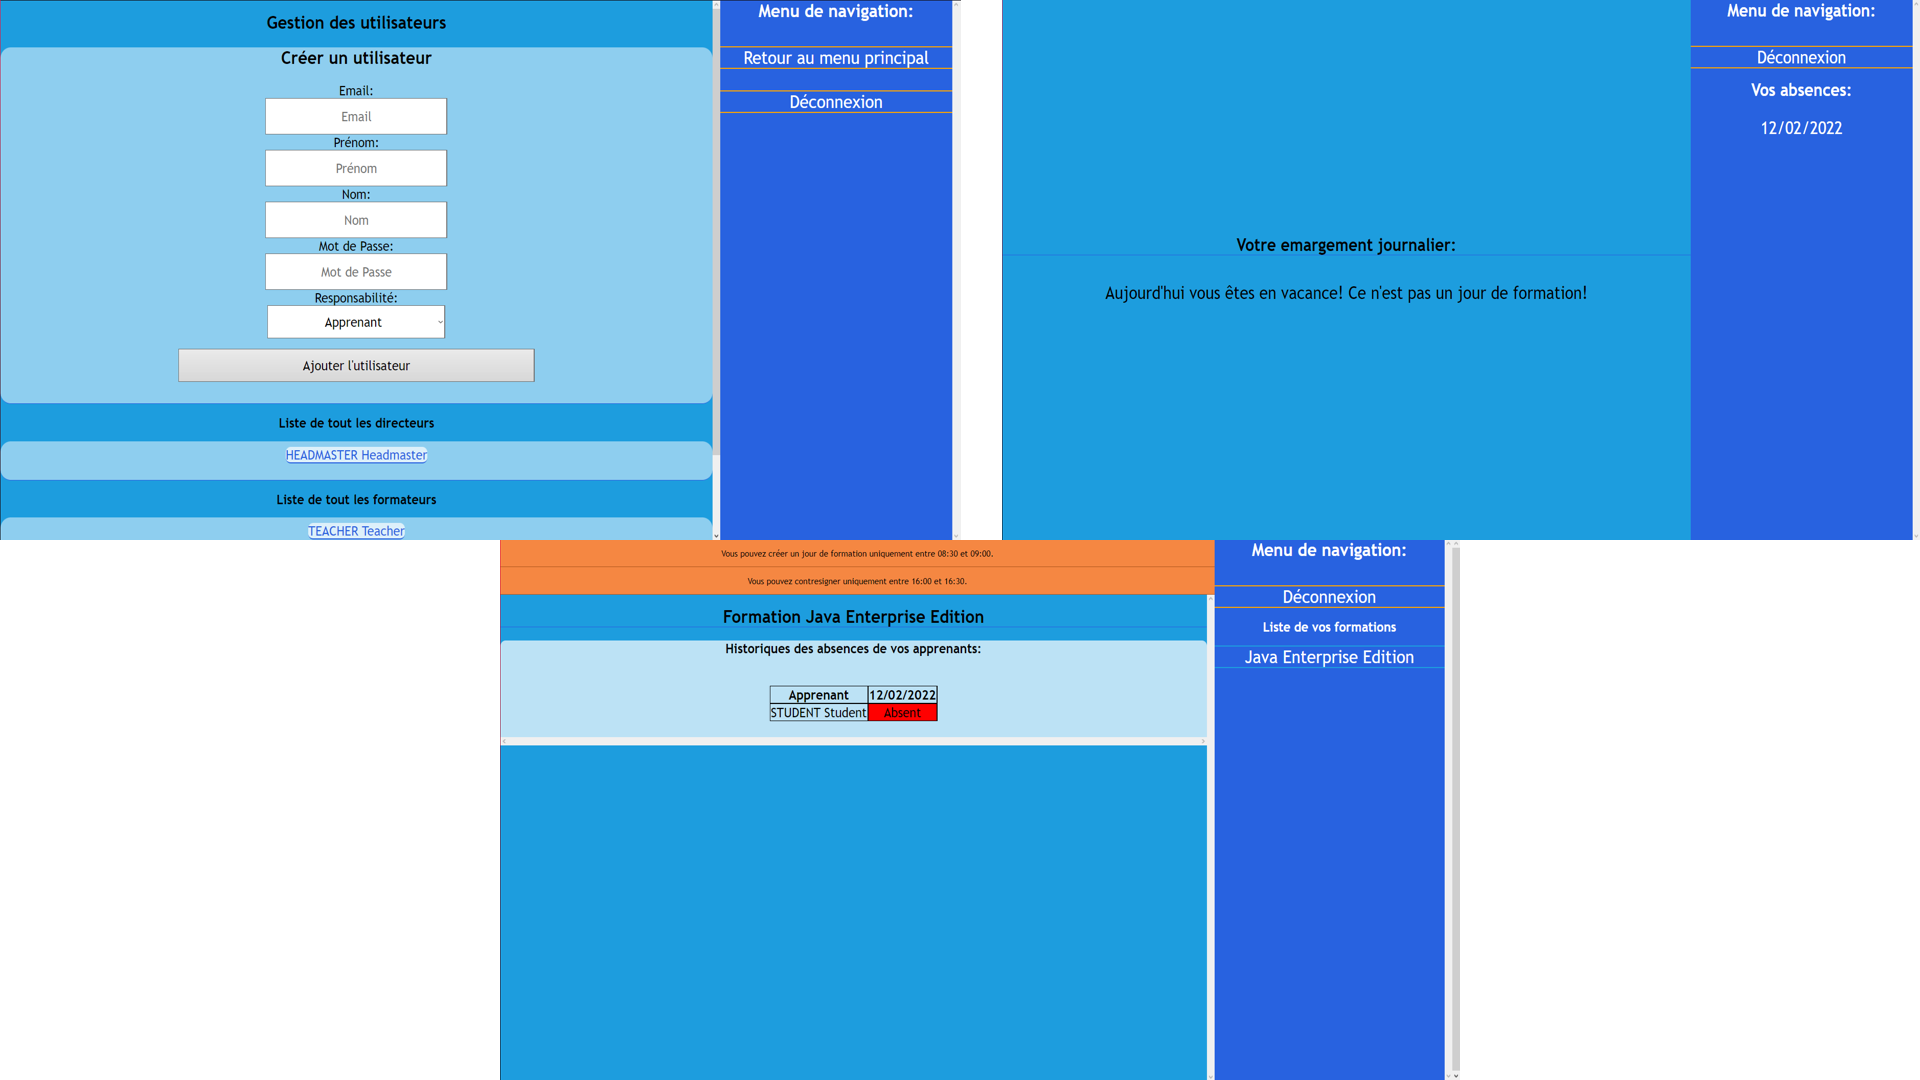 Gestion des utilisateurs
Créer un utilisateur
Email:
Email
Prénom:
Prénom
Nom:
Nom
Mot de Passe:
Mot de Passe
Responsabilité:
Apprenant
Ajouter l'utilisateur
Liste de tout les directeurs
HEADMASTER Headmaster
Liste de tout les formateurs
TEACHER Teacher
Menu de navigation:
Retour au menu principal
Déconnexion
Votre emargement journalier:
Aujourd'hui vous êtes en vacance! Ce n'est pas un jour de formation!
Menu de navigation:
Déconnexion
Vos absences:
12/02/2022
Vous pouvez créer un jour de formation uniquement entre 08:30 et 09:00.
Vous pouvez contresigner uniquement entre 16:00 et 16:30.
Formation Java Enterprise Edition
Historiques des absences de vos apprenants:
Apprenant 12/02/2022
STUDENT Student Absent
Menu de navigation:
Déconnexion
Liste de vos formations
Java Enterprise Edition